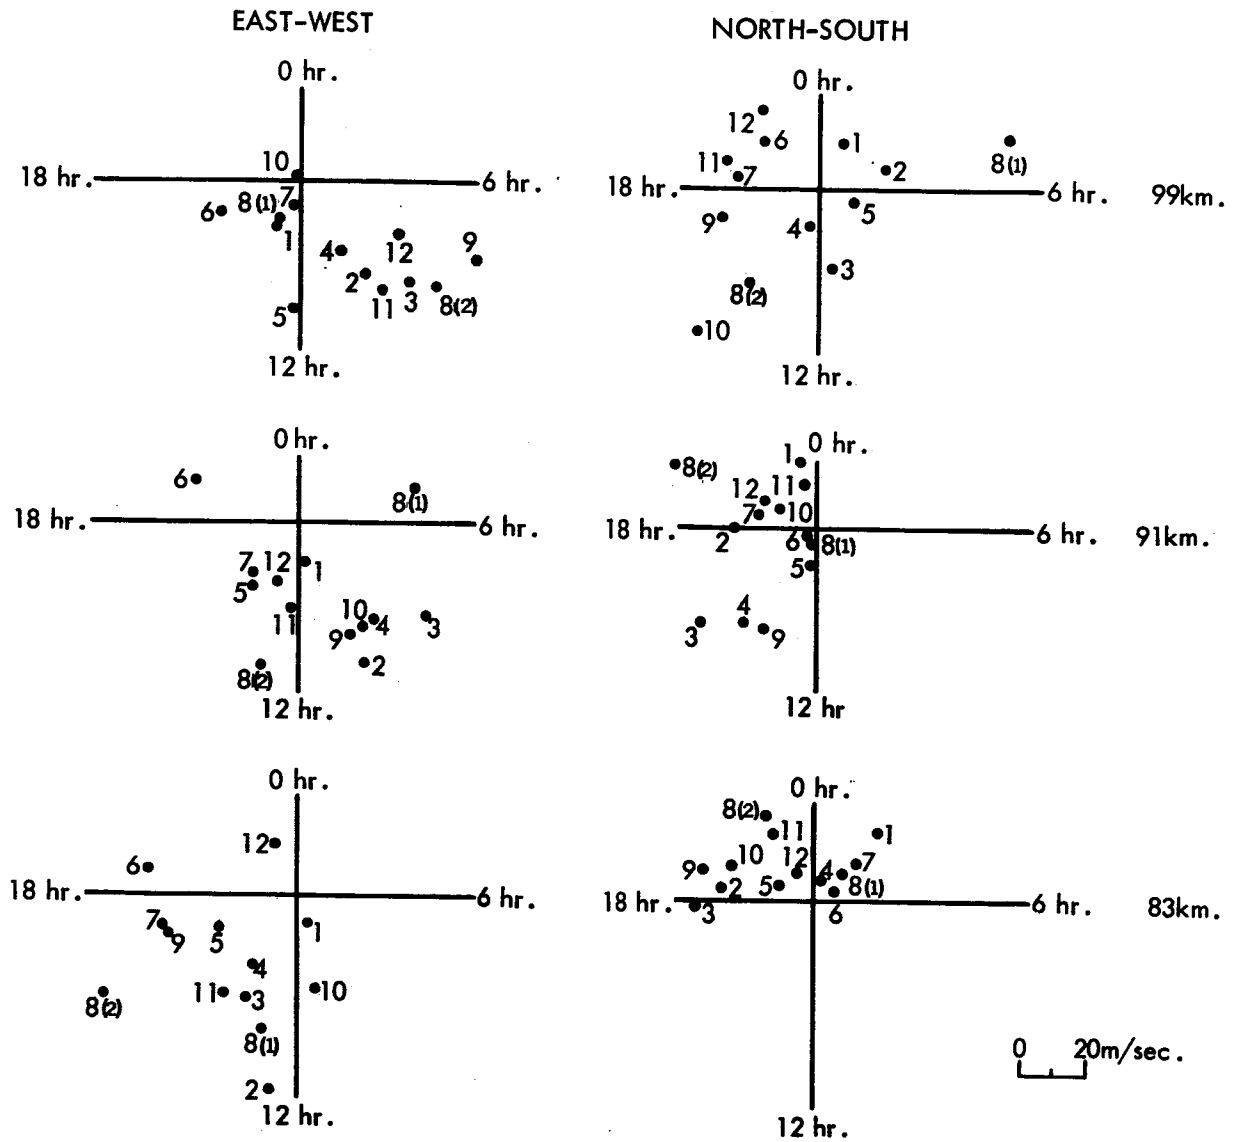 EAST-WEST
NORTH-SOUTH
0 hr.
10
18 hr.
6 hr.
8(1)
7
6
1
4
12
9
2
11
3
8(2)
5
12 hr.
0 hr.
12
6
1
8(1)
11
7
2
18 hr.
6 hr.
99km.
9
4
5
3
8(2)
10
12 hr.
0 hr.
6
8(1)
18 hr.
6 hr.
7
12
1
5
11
10
4
3
9
2
8(2)
12 hr.
0 hr.
1
8(2)
11
12
7
10
18 hr.
6 hr.
91km.
2
6
8(1)
5
4
3
9
12 hr
0 hr.
12
6
18 hr.
6 hr.
7
9
5
1
4
11
3
10
8(2)
8(1)
2
12 hr.
0 hr.
8(2)
11
1
10
12
4
7
9
2
5
8(1)
18 hr.
3
6
6 hr.
83km.
0 20m/sec.
12 hr.